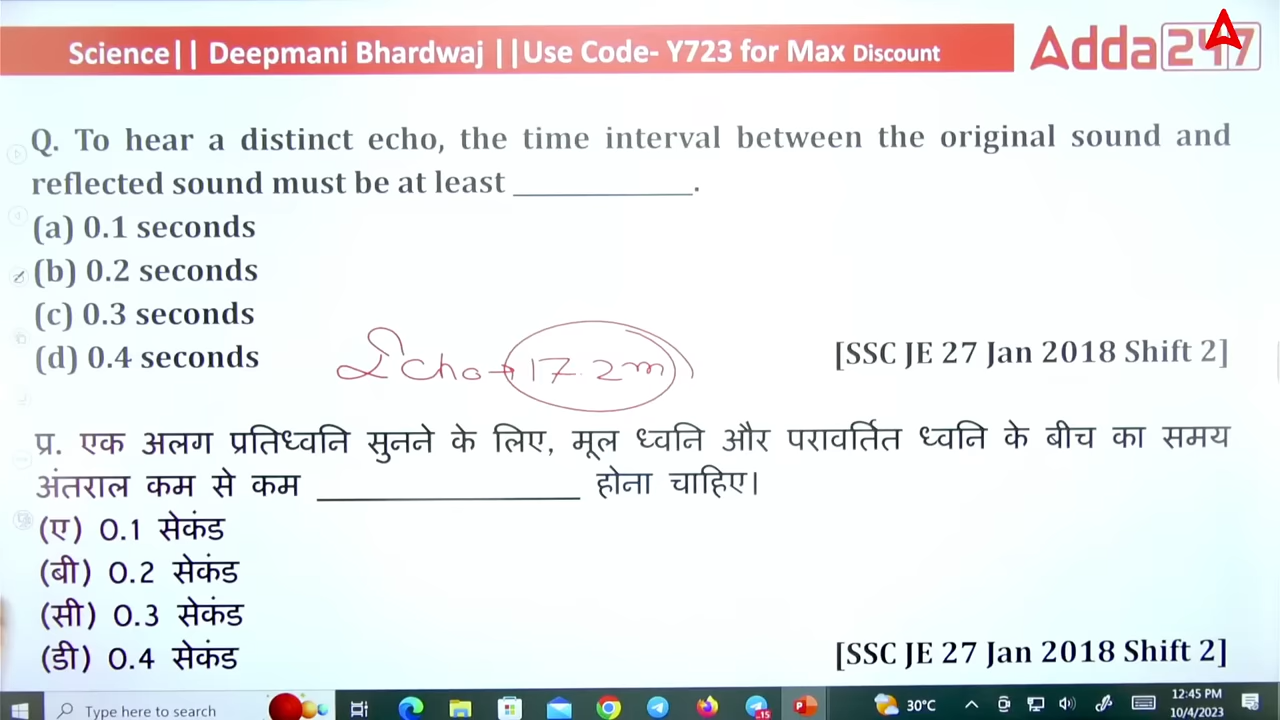 Science|| Deepmani Bhardwaj ||Use Code- Y723 for Max Discount
Adda 247
Q. To hear a distinct echo, the time interval between the original sound and
reflected sound must be at least ____________.
(a) 0.1 seconds
(b) 0.2 seconds
(c) 0.3 seconds
(d) 0.4 seconds
Echo→ 17.2m
[SSC JE 27 Jan 2018 Shift 2]
प्र. एक अलग प्रतिध्वनि सुनने के लिए, मूल ध्वनि और परावर्तित ध्वनि के बीच का समय
अंतराल कम से कम __________________ होना चाहिए।
(ए) 0.1 सेकंड
(बी) 0.2 सेकंड
(सी) 0.3 सेकंड
(डी) 0.4 सेकंड
[SSC JE 27 Jan 2018 Shift 2]
Type here to search
15
30°C
12:45 PM
10/4/2023